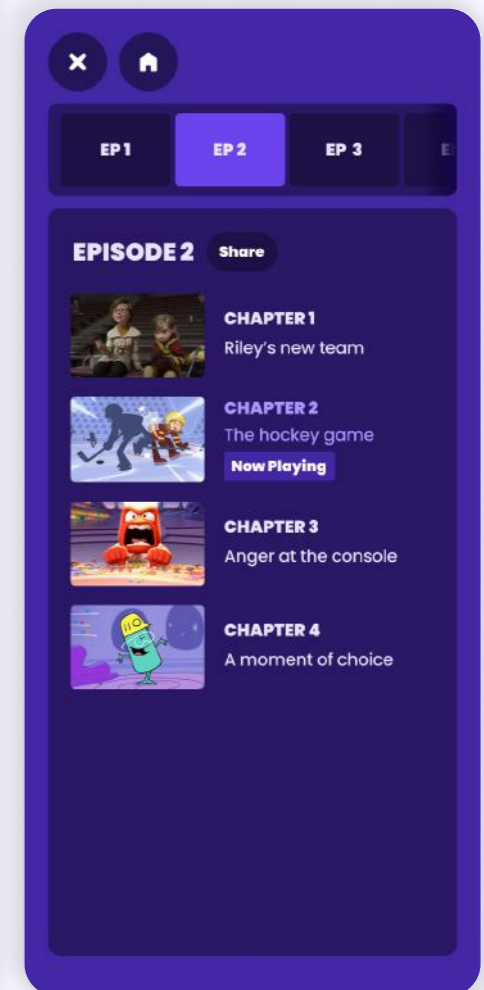 EP 1
EP 2
EP 3
EPISODE 2
Share
CHAPTER 1
Riley's new team
CHAPTER 2
The hockey game
Now Playing
CHAPTER 3
Anger at the console
CHAPTER 4
A moment of choice